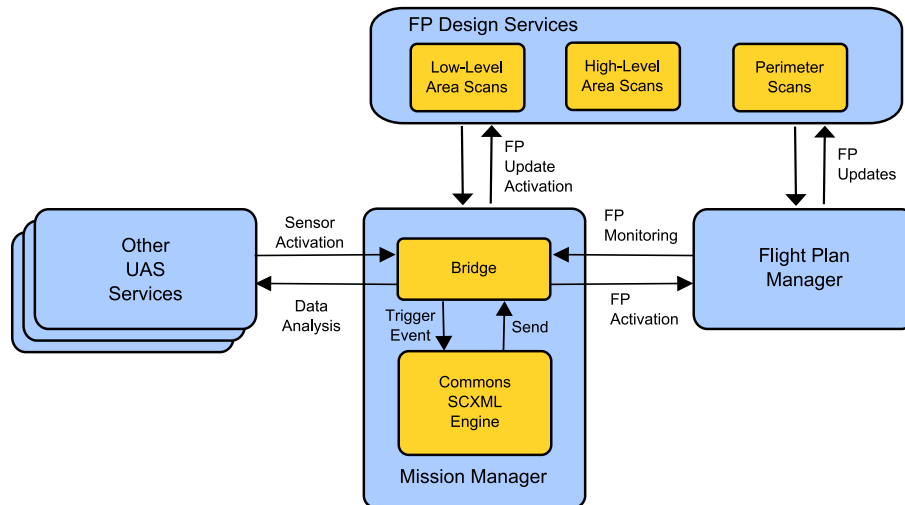 FP Design Services
Low-Level
Area Scans
High-Level
Area Scans
Perimeter
Scans
FP
Update
Activation
FP
Updates
Other
UAS
Services
Sensor
Activation
Data
Analysis
Bridge
Trigger
Event
Send
Commons
SCXML
Engine
Mission Manager
FP
Monitoring
FP
Activation
Flight Plan
Manager